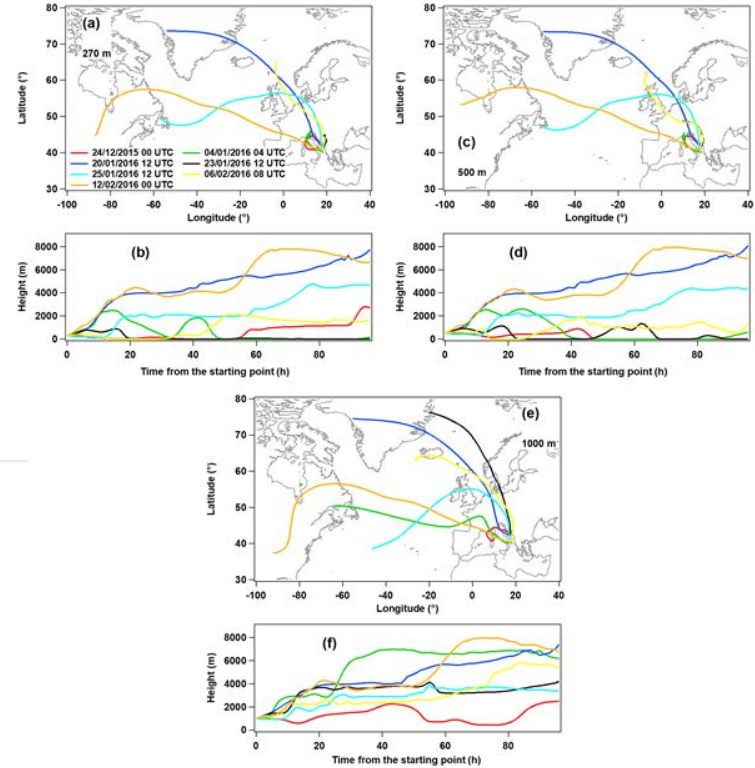 80
70
60
50
40
30
Latitude (°)
(a)
270 m
24/12/2015 00 UTC
04/01/2016 04 UTC
20/01/2016 12 UTC
23/01/2016 12 UTC
25/01/2016 12 UTC
06/02/2016 08 UTC
12/02/2016 00 UTC
-100 -80 -60 -40 -20 0 20 40
Longitude (°)
80
70
60
50
40
30
Latitude (°)
(c)
500 m
-100 -80 -60 -40 -20 0 20 40
Longitude (°)
8000
6000
4000
2000
0
Height (m)
(b)
0 20 40 60 80
Time from the starting point (h)
8000
6000
4000
2000
0
Height (m)
(d)
0 20 40 60 80
Time from the starting point (h)
80
70
60
50
40
30
Latitude (°)
(e)
1000 m
-100 -80 -60 -40 -20 0 20 40
Longitude (°)
8000
6000
4000
2000
0
Height (m)
(f)
0 20 40 60 80
Time from the starting point (h)